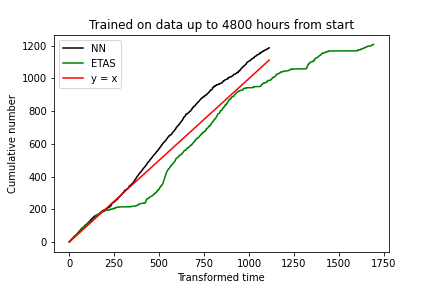 Trained on data up to 4800 hours from start
NN
ETAS
y = x
Cumulative number
1200
1000
800
600
400
200
0
0 250 500 750 1000 1250 1500 1750
Transformed time